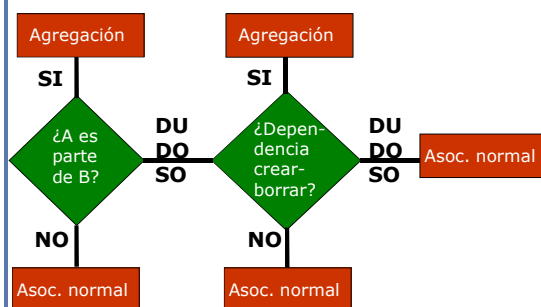 Agregación
Agregación
SI
SI
¿A es
parte
de B?
DU
DO
SO
¿Depen-
dencia
crear-
borrar?
DU
DO
SO
Asoc. normal
NO
NO
Asoc. normal
Asoc. normal